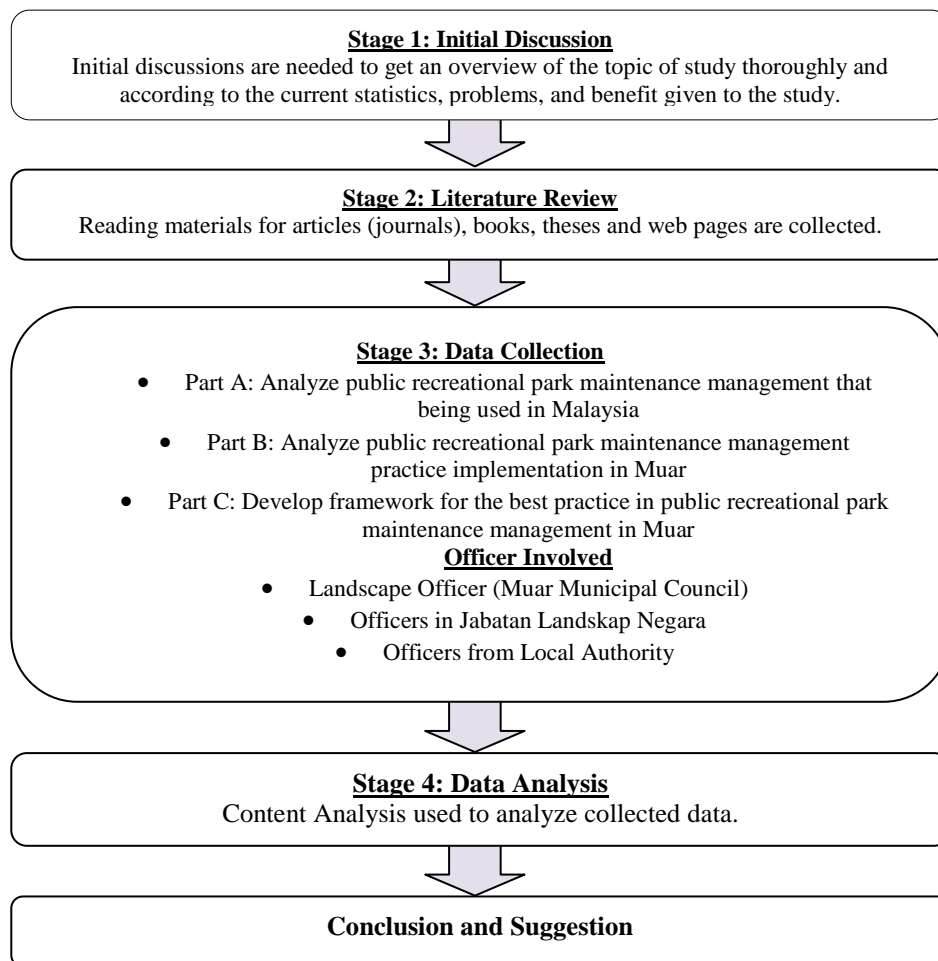 Stage 1: Initial Discussion
Initial discussions are needed to get an overview of the topic of study thoroughly and
according to the current statistics, problems, and benefit given to the study.
Stage 2: Literature Review
Reading materials for articles (journals), books, theses and web pages are collected.
Stage 3: Data Collection
● Part A: Analyze public recreational park maintenance management that
being used in Malaysia
● Part B: Analyze public recreational park maintenance management
practice implementation in Muar
● Part C: Develop framework for the best practice in public recreational park
maintenance management in Muar
Officer Involved
● Landscape Officer (Muar Municipal Council)
● Officers in Jabatan Landskap Negara
● Officers from Local Authority
Stage 4: Data Analysis
Content Analysis used to analyze collected data.
Conclusion and Suggestion